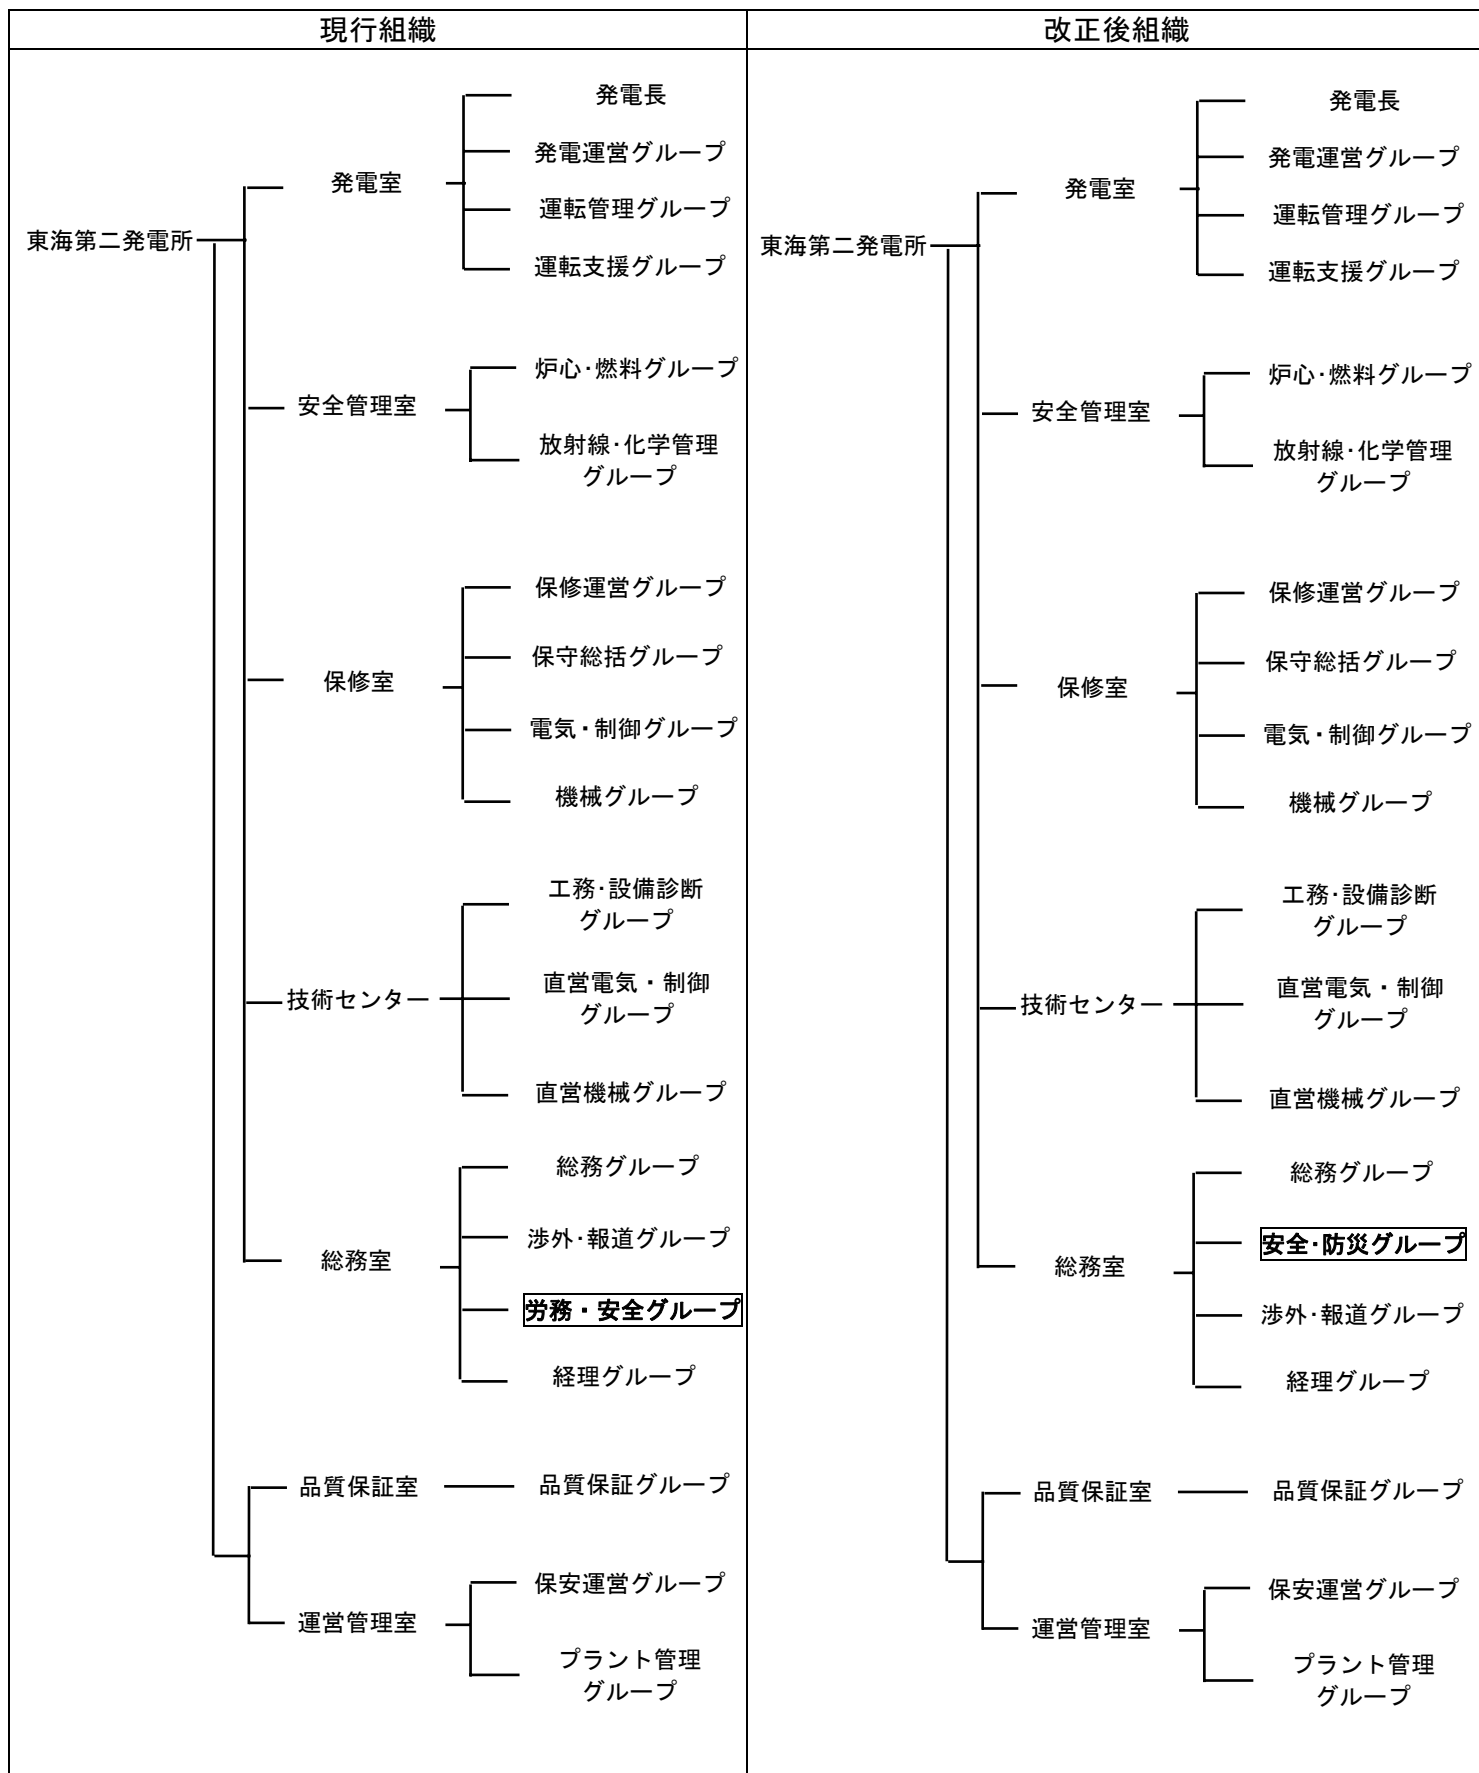 現行組織
東海第二発電所
発電室
発電長
発電運営グループ
運転管理グループ
運転支援グループ
安全管理室
炉心・燃料グループ
放射線・化学管理
グループ
保修室
保修運営グループ
保守総括グループ
電気・制御グループ
機械グループ
技術センター
工務・設備診断
グループ
直営電気・制御
グループ
直営機械グループ
総務室
総務グループ
渉外・報道グループ
労務・安全グループ
経理グループ
品質保証室
品質保証グループ
運営管理室
保安運営グループ
プラント管理
グループ
改正後組織
東海第二発電所
発電室
発電長
発電運営グループ
運転管理グループ
運転支援グループ
安全管理室
炉心・燃料グループ
放射線・化学管理
グループ
保修室
保修運営グループ
保守総括グループ
電気・制御グループ
機械グループ
技術センター
工務・設備診断
グループ
直営電気・制御
グループ
直営機械グループ
総務室
総務グループ
安全・防災グループ
渉外・報道グループ
経理グループ
品質保証室
品質保証グループ
運営管理室
保安運営グループ
プラント管理
グループ